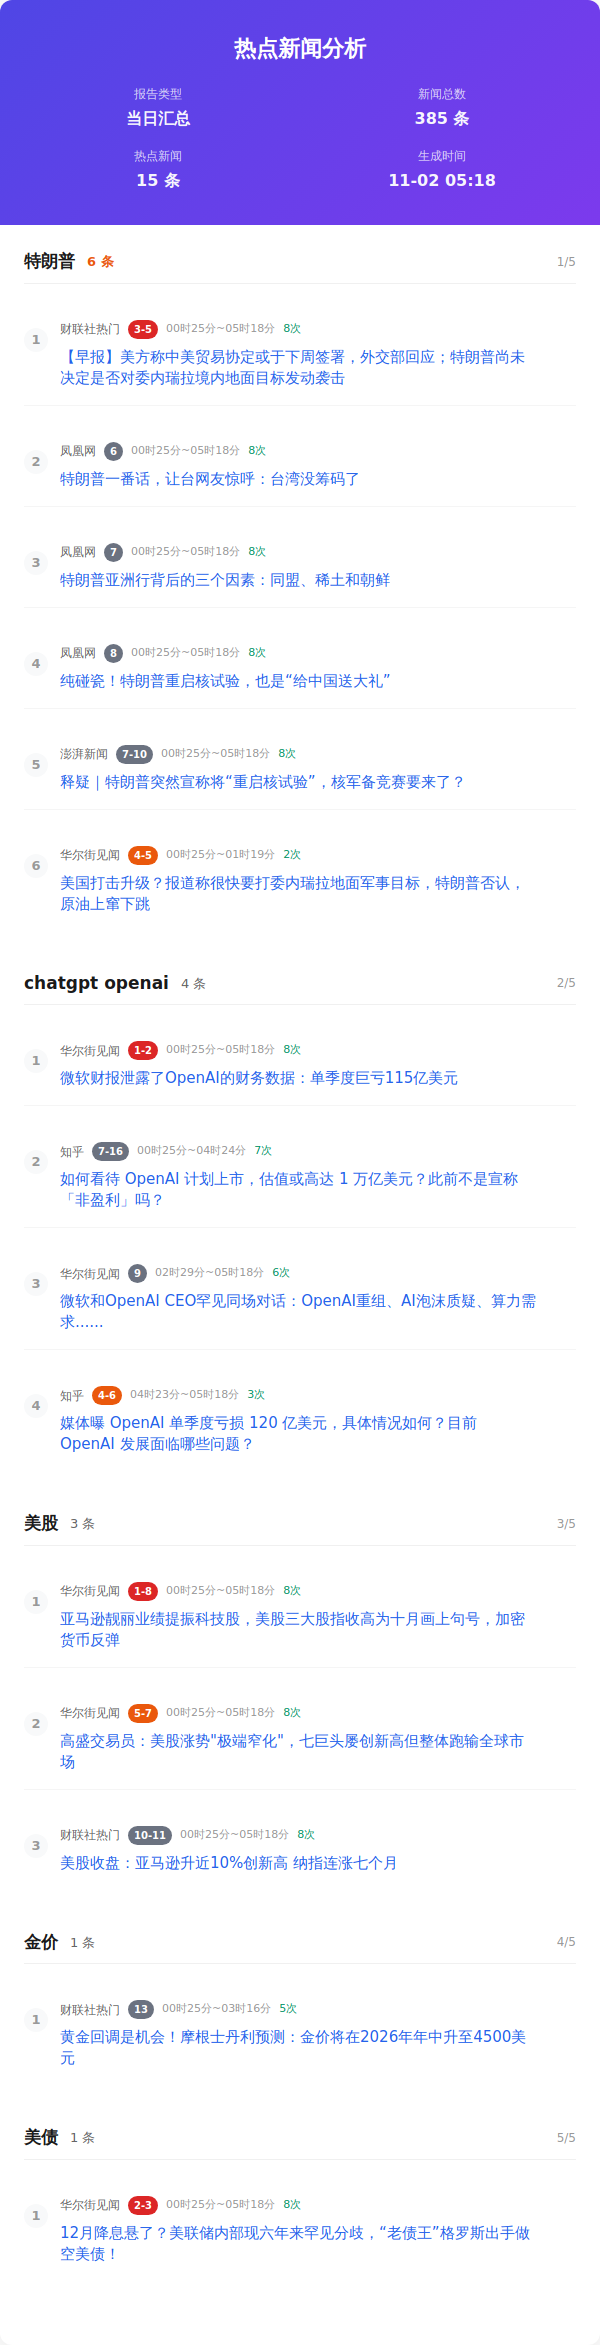 热点新闻分析
报告类型
新闻总数
当日汇总
385 条
热点新闻
生成时间
15 条
11-02 05:18
特朗普 6 条 1/5
1 财联社热门 3-5 00时25分~05时18分 8次
【早报】美方称中美贸易协定或于下周签署，外交部回应；特朗普尚未
决定是否对委内瑞拉境内地面目标发动袭击
2 凤凰网 6 00时25分~05时18分 8次
特朗普一番话，让台网友惊呼：台湾没筹码了
3 凤凰网 7 00时25分~05时18分 8次
特朗普亚洲行背后的三个因素：同盟、稀土和朝鲜
4 凤凰网 8 00时25分~05时18分 8次
纯碰瓷！特朗普重启核试验，也是“给中国送大礼”
5 澎湃新闻 7-10 00时25分~05时18分 8次
释疑｜特朗普突然宣称将“重启核试验”，核军备竞赛要来了？
6 华尔街见闻 4-5 00时25分~01时19分 2次
美国打击升级？报道称很快要打委内瑞拉地面军事目标，特朗普否认，
原油上窜下跳
chatgpt openai 4 条 2/5
1 华尔街见闻 1-2 00时25分~05时18分 8次
微软财报泄露了OpenAI的财务数据：单季度巨亏115亿美元
2 知乎 7-16 00时25分~04时24分 7次
如何看待 OpenAI 计划上市，估值或高达 1 万亿美元？此前不是宣称
「非盈利」吗？
3 华尔街见闻 9 02时29分~05时18分 6次
微软和OpenAI CEO罕见同场对话：OpenAI重组、AI泡沫质疑、算力需
求……
4 知乎 4-6 04时23分~05时18分 3次
媒体曝 OpenAI 单季度亏损 120 亿美元，具体情况如何？目前
OpenAI 发展面临哪些问题？
美股 3 条 3/5
1 华尔街见闻 1-8 00时25分~05时18分 8次
亚马逊靓丽业绩提振科技股，美股三大股指收高为十月画上句号，加密
货币反弹
2 华尔街见闻 5-7 00时25分~05时18分 8次
高盛交易员：美股涨势"极端窄化"，七巨头屡创新高但整体跑输全球市
场
3 财联社热门 10-11 00时25分~05时18分 8次
美股收盘：亚马逊升近10%创新高 纳指连涨七个月
金价 1 条 4/5
1 财联社热门 13 00时25分~03时16分 5次
黄金回调是机会！摩根士丹利预测：金价将在2026年年中升至4500美
元
美债 1 条 5/5
1 华尔街见闻 2-3 00时25分~05时18分 8次
12月降息悬了？美联储内部现六年来罕见分歧，“老债王”格罗斯出手做
空美债！